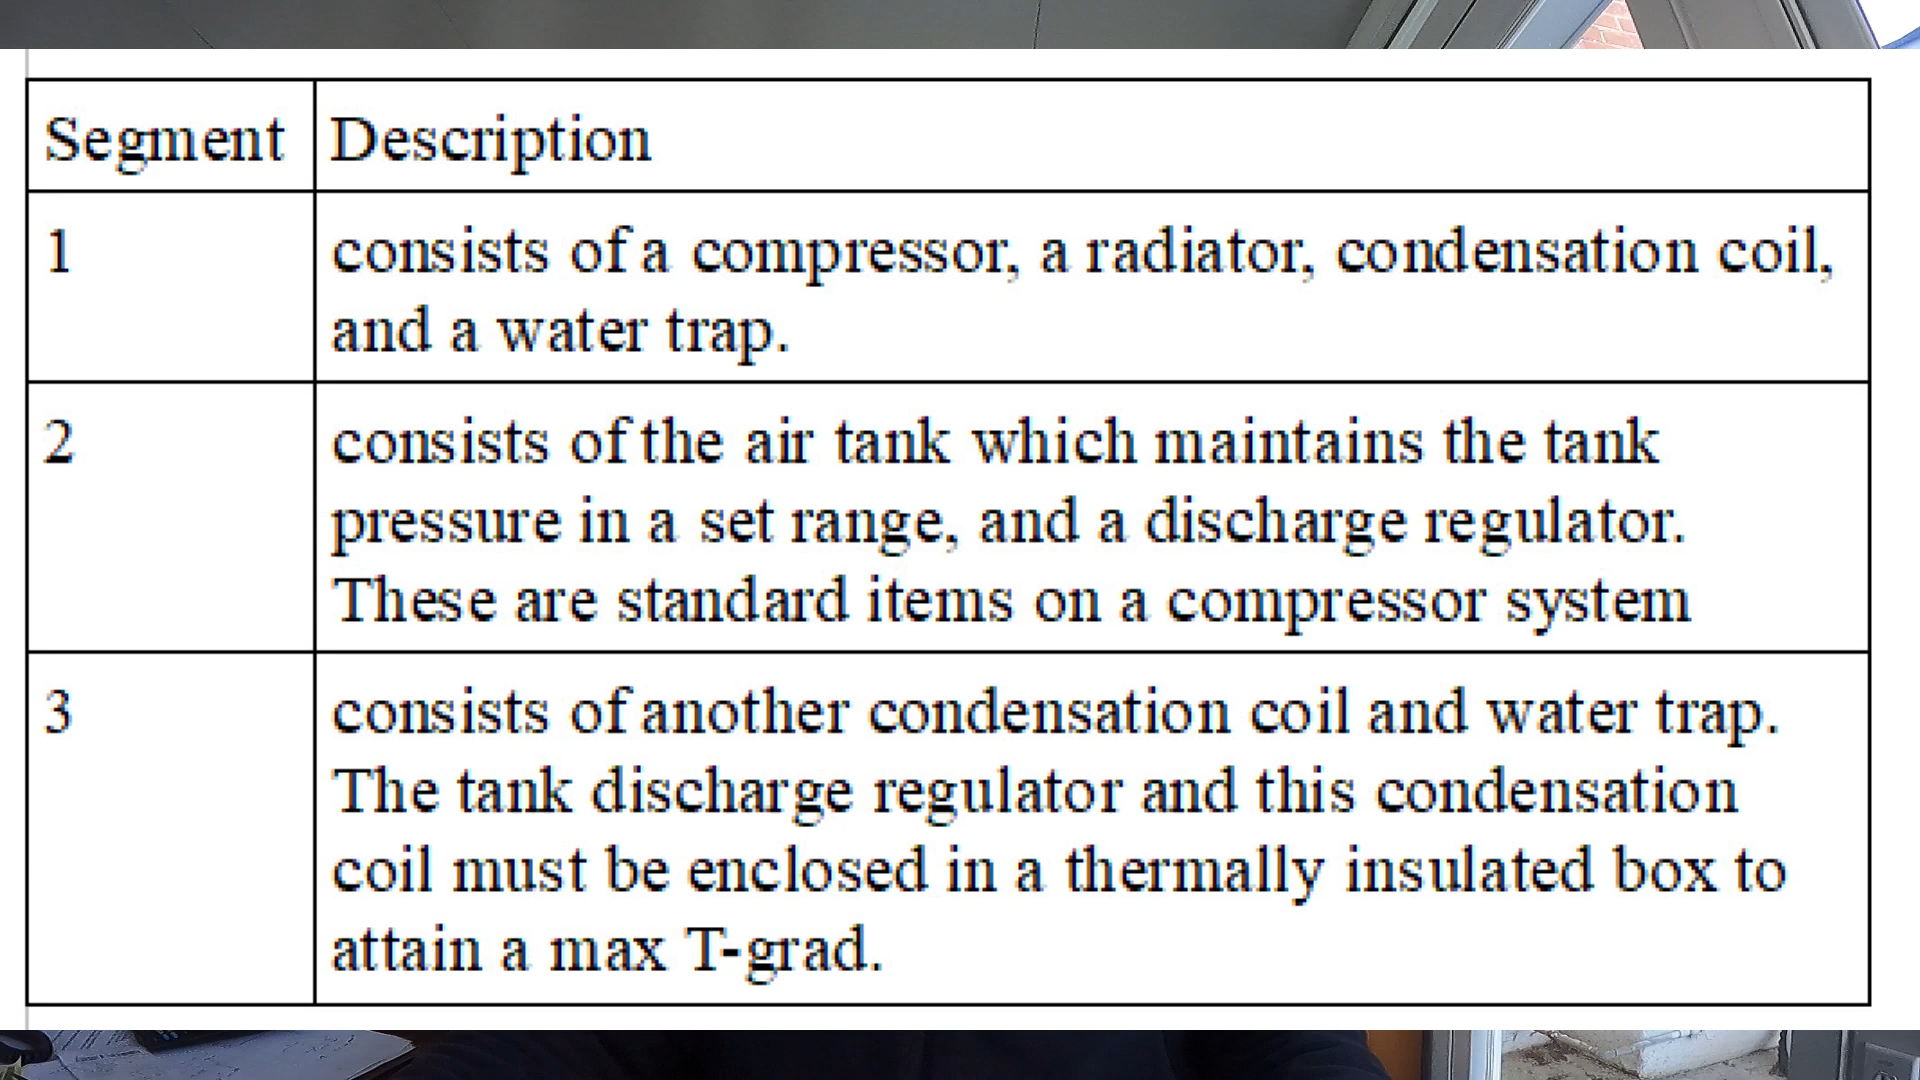 Segment Description
1 consists of a compressor, a radiator, condensation coil,
and a water trap.
2 consists of the air tank which maintains the tank
pressure in a set range, and a discharge regulator.
These are standard items on a compressor system
3 consists of another condensation coil and water trap.
The tank discharge regulator and this condensation
coil must be enclosed in a thermally insulated box to
attain a max T-grad.